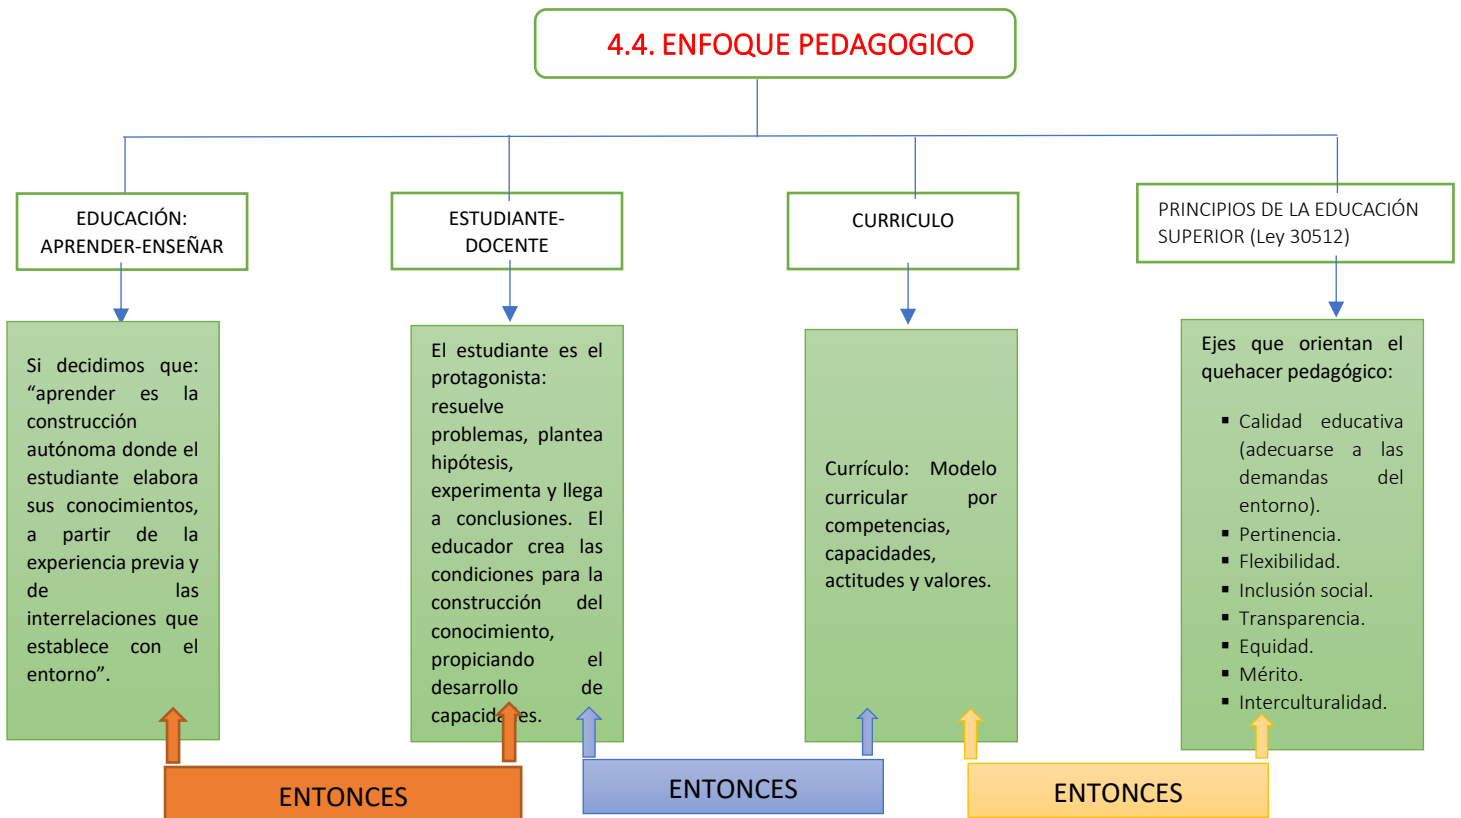 4.4. ENFOQUE PEDAGOGICO
EDUCACIÓN:
APRENDER-ENSEÑAR
ESTUDIANTE-
DOCENTE
CURRICULO
PRINCIPIOS DE LA EDUCACIÓN
SUPERIOR (Ley 30512)
Si decidimos que:
“aprender es la
construcción
autónoma donde el
estudiante elabora
sus conocimientos,
a partir de la
experiencia previa y
de las
interrelaciones que
establece con el
entorno”.
El estudiante es el
protagonista:
resuelve
problemas, plantea
hipótesis,
experimenta y llega
a conclusiones. El
educador crea las
condiciones para la
construcción del
conocimiento,
propiciando el
desarrollo de
capacidades.
Currículo: Modelo
curricular por
competencias,
capacidades,
actitudes y valores.
Ejes que orientan el
quehacer pedagógico:
▪ Calidad educativa
(adecuarse a las
demandas del
entorno).
▪ Pertinencia.
▪ Flexibilidad.
▪ Inclusión social.
▪ Transparencia.
▪ Equidad.
▪ Mérito.
▪ Interculturalidad.
ENTONCES
ENTONCES
ENTONCES